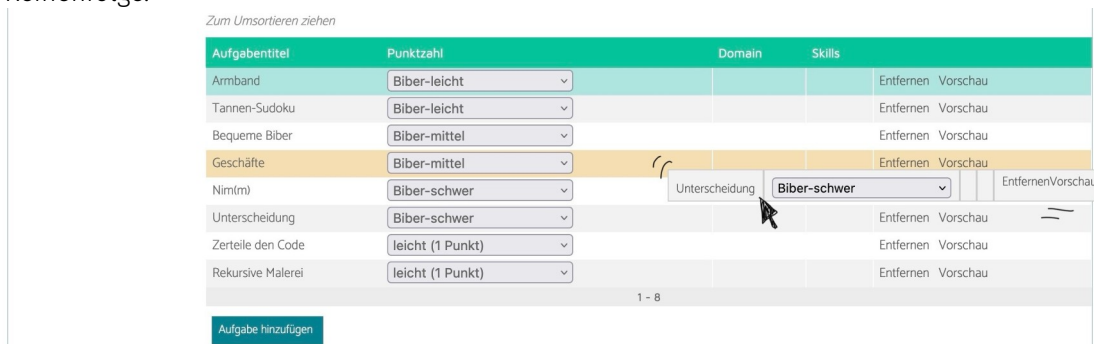 Reihenfolge.
Zum Umsortieren ziehen
Aufgabentitel Punktzahl Domain Skills
Armband Biber-leicht Entfernen Vorschau
Tannen-Sudoku Biber-leicht Entfernen Vorschau
Bequeme Biber Biber-mittel Entfernen Vorschau
Geschäfte Biber-mittel Entfernen Vorschau
Nim(m) Biber-schwer
Unterscheidung Biber-schwer EntfernenVorschau
Unterscheidung Biber-schwer Entfernen Vorschau
Zerteile den Code leicht (1 Punkt) Entfernen Vorschau
Rekursive Malerei leicht (1 Punkt) Entfernen Vorschau
1 - 8
Aufgabe hinzufügen